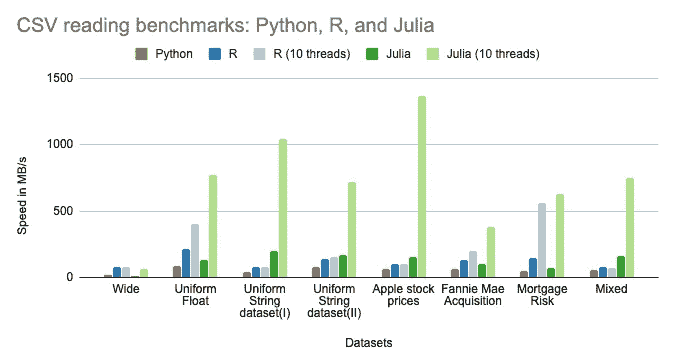 CSV reading benchmarks: Python, R, and Julia
Python R R (10 threads) Julia Julia (10 threads)
1500
1000
500
0
Speed in MB/s
Wide
Uniform
Float
Uniform
String
dataset(I)
Uniform
String
dataset(II)
Apple stock
prices
Fannie Mae
Acquisition
Mortgage
Risk
Mixed
Datasets